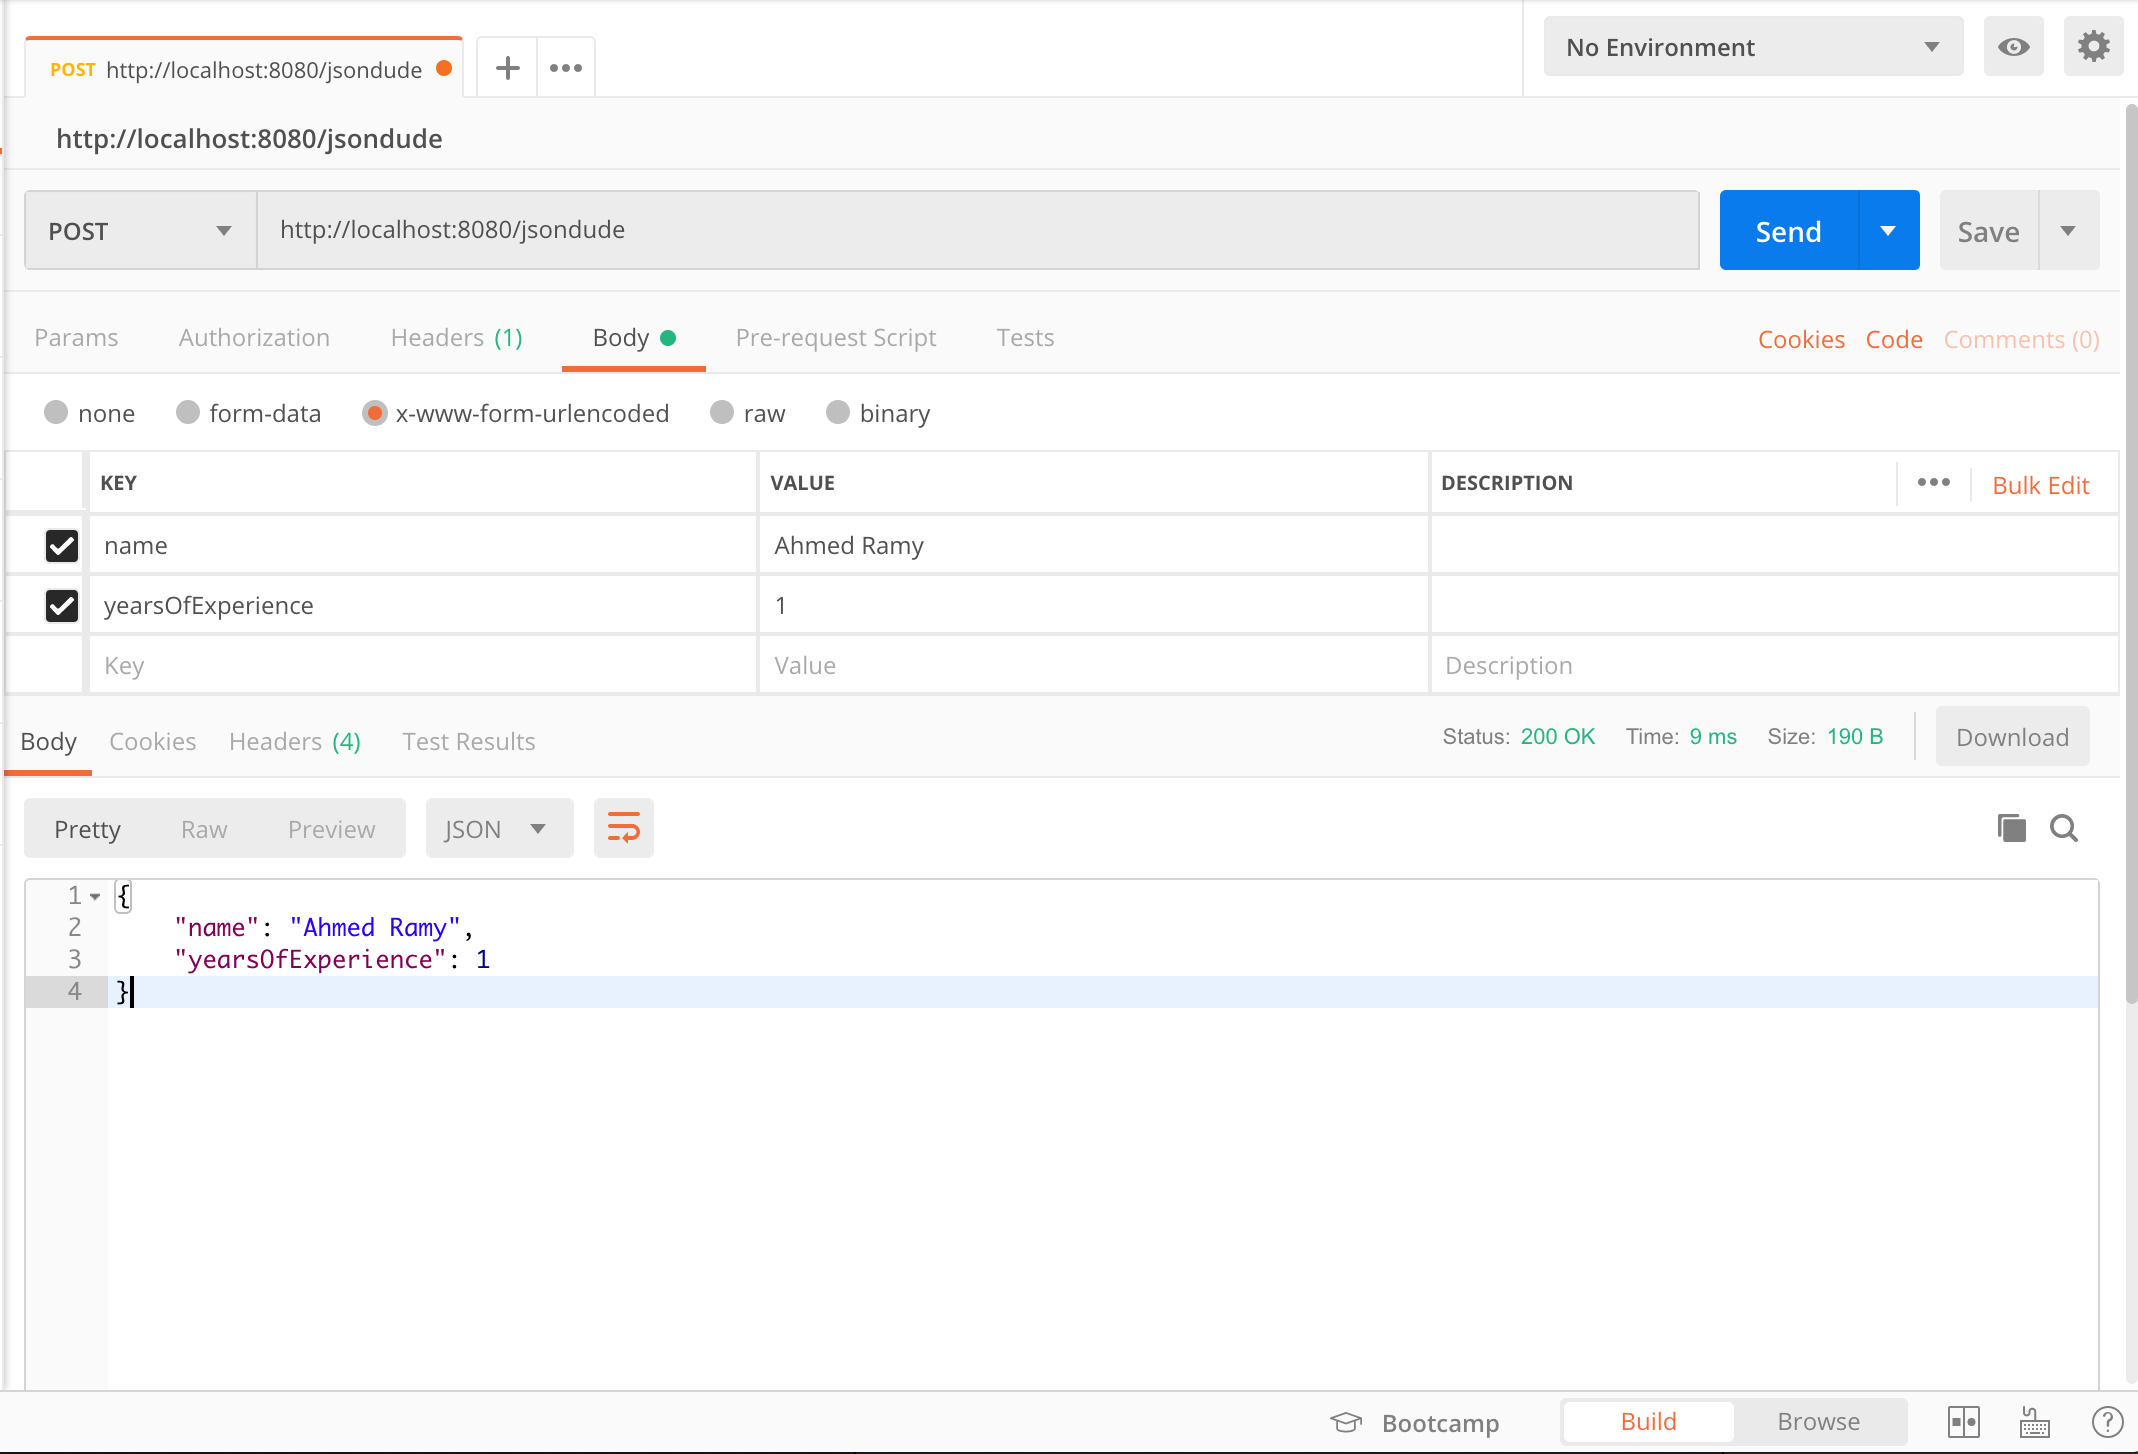 POST http://localhost:8080/jsondude
No Environment
http://localhost:8080/jsondude
POST http://localhost:8080/jsondude Send Save
Params Authorization Headers (1) Body Pre-request Script Tests Cookies Code Comments (0)
none form-data x-www-form-urlencoded raw binary
KEY VALUE DESCRIPTION Bulk Edit
name Ahmed Ramy
yearsOfExperience 1
Key Value Description
Body Cookies Headers (4) Test Results Status: 200 OK Time: 9 ms Size: 190 B Download
Pretty Raw Preview JSON
1 {
2 "name": "Ahmed Ramy",
3 "yearsOfExperience": 1
4 }
Bootcamp Build Browse ?